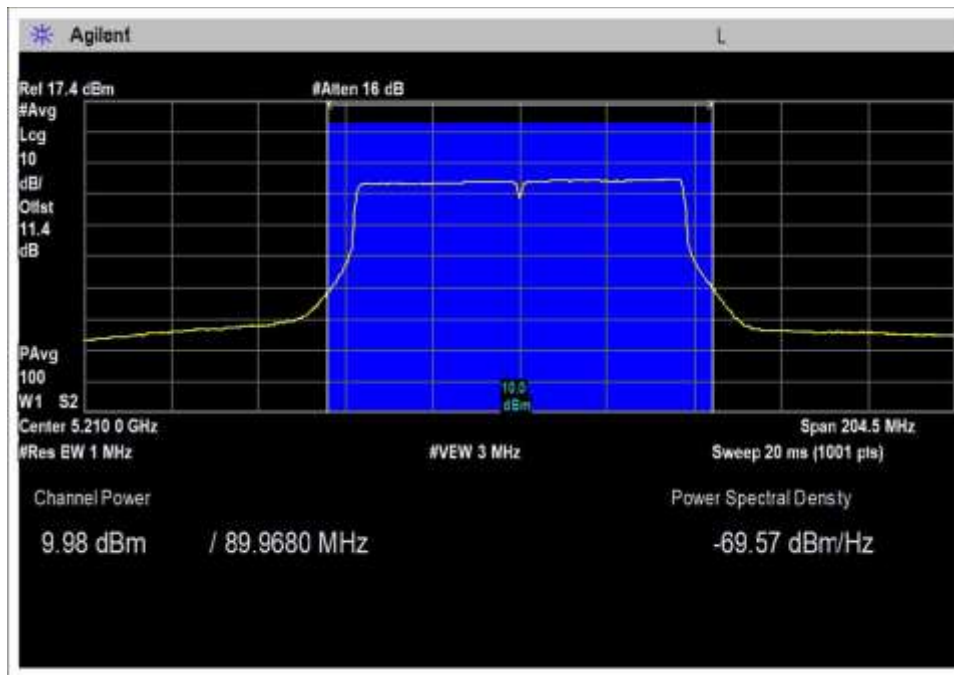 Agilent
L
Ref 17.4 dBm #Atten 16 dB
#Avg
Log
10
dB/
Offst
11.4
dB
PAvg
100
W1 S2
10.0
dBm
Center 5.210 0 GHz Span 204.5 MHz
#Res BW 1 MHz #VBW 3 MHz Sweep 20 ms (1001 pts)
Channel Power Power Spectral Density
9.98 dBm / 89.9680 MHz -69.57 dBm/Hz